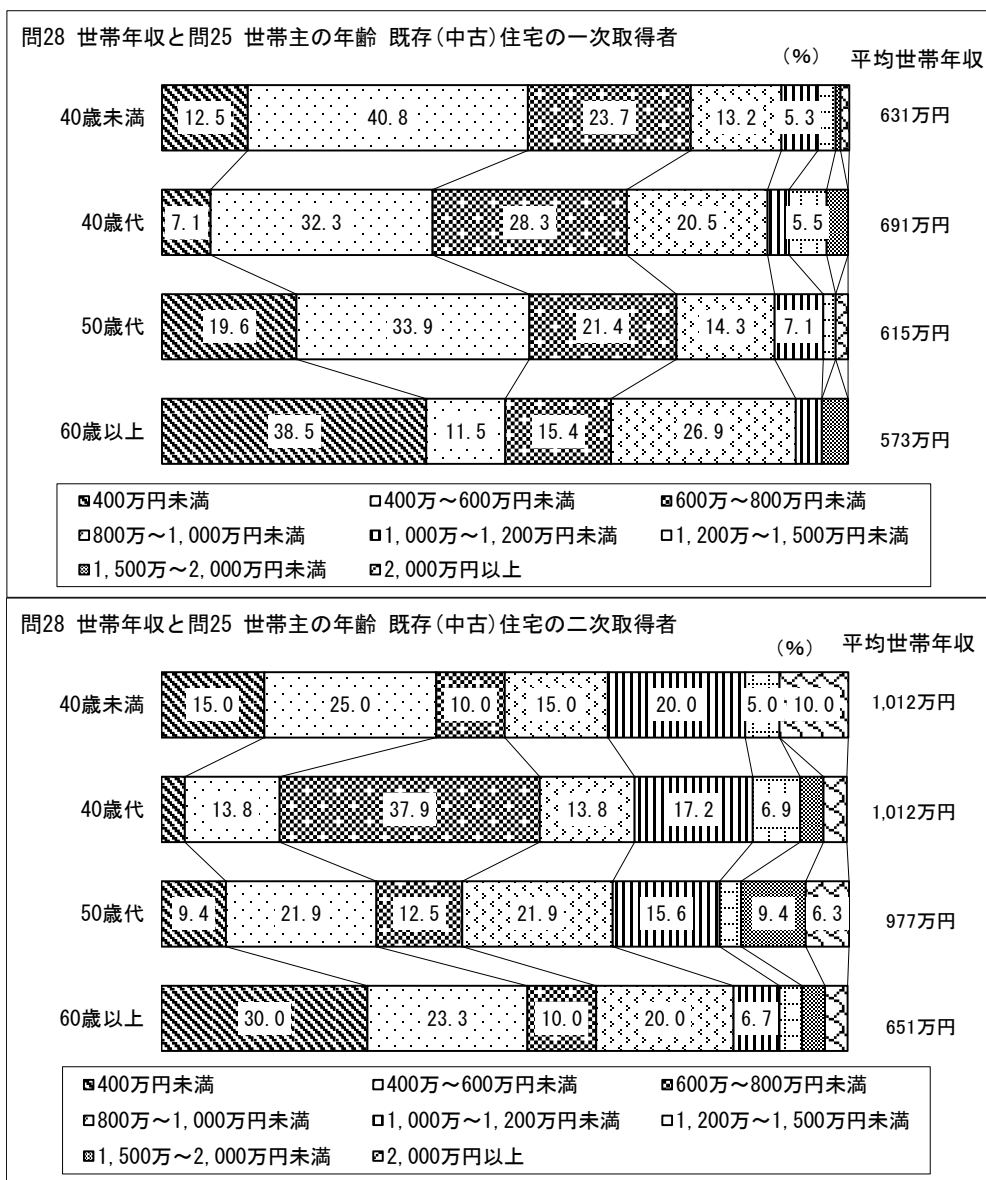 問28 世帯年収と問25 世帯主の年齢 既存(中古)住宅の一次取得者
(%) 平均世帯年収
40歳未満 12.5 40.8 23.7 13.2 5.3 631万円
40歳代 7.1 32.3 28.3 20.5 5.5 691万円
50歳代 19.6 33.9 21.4 14.3 7.1 615万円
60歳以上 38.5 11.5 15.4 26.9 573万円
400万円未満 400万～600万円未満 600万～800万円未満
800万～1,000万円未満 1,000万～1,200万円未満 1,200万～1,500万円未満
1,500万～2,000万円未満 2,000万円以上
問28 世帯年収と問25 世帯主の年齢 既存(中古)住宅の二次取得者
(%) 平均世帯年収
40歳未満 15.0 25.0 10.0 15.0 20.0 5.0 10.0 1,012万円
40歳代 13.8 37.9 13.8 17.2 6.9 1,012万円
50歳代 9.4 21.9 12.5 21.9 15.6 9.4 6.3 977万円
60歳以上 30.0 23.3 10.0 20.0 6.7 651万円
400万円未満 400万～600万円未満 600万～800万円未満
800万～1,000万円未満 1,000万～1,200万円未満 1,200万～1,500万円未満
1,500万～2,000万円未満 2,000万円以上